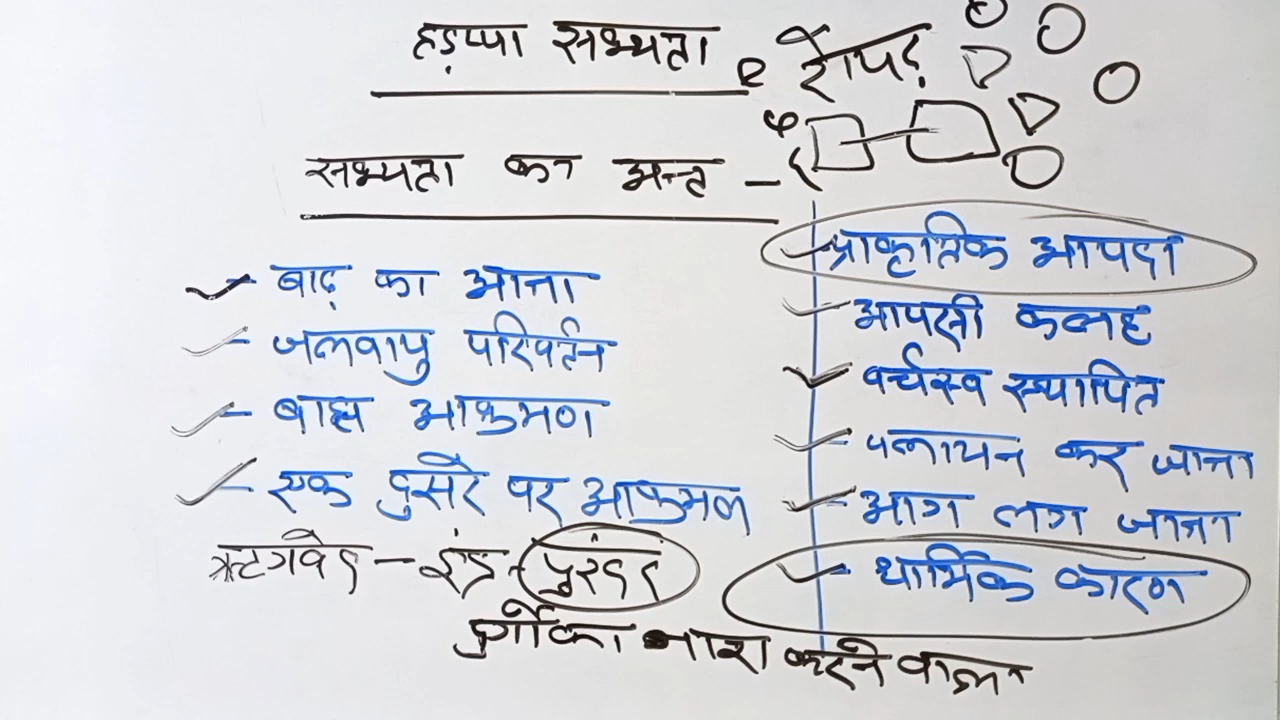 हड़प्पा सभ्यता
रोपड़
सभ्यता का अन्त –
- बाढ़ का आना
- जलवायु परिवर्तन
- बाह्य आक्रमण
- एक दुसरे पर आक्रमण
ऋगवेद – इंद्र - पुरंदर
दुर्गो का नाश करने वाला
प्राकृतिक आपदा
- आपसी कलह
वर्चस्व स्थापित
- पलायन कर जाना
- आग लग जाना
- धार्मिक कारण